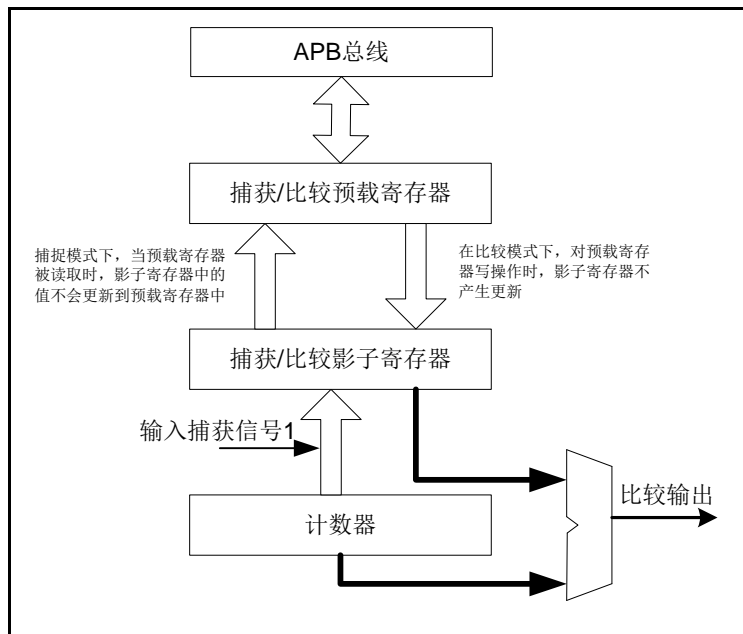 APB总线
捕获/比较预载寄存器
捕捉模式下，当预载寄存器
被读取时，影子寄存器中的
值不会更新到预载寄存器中
在比较模式下，对预载寄存
器写操作时，影子寄存器不
产生更新
捕获/比较影子寄存器
输入捕获信号1
计数器
比较输出